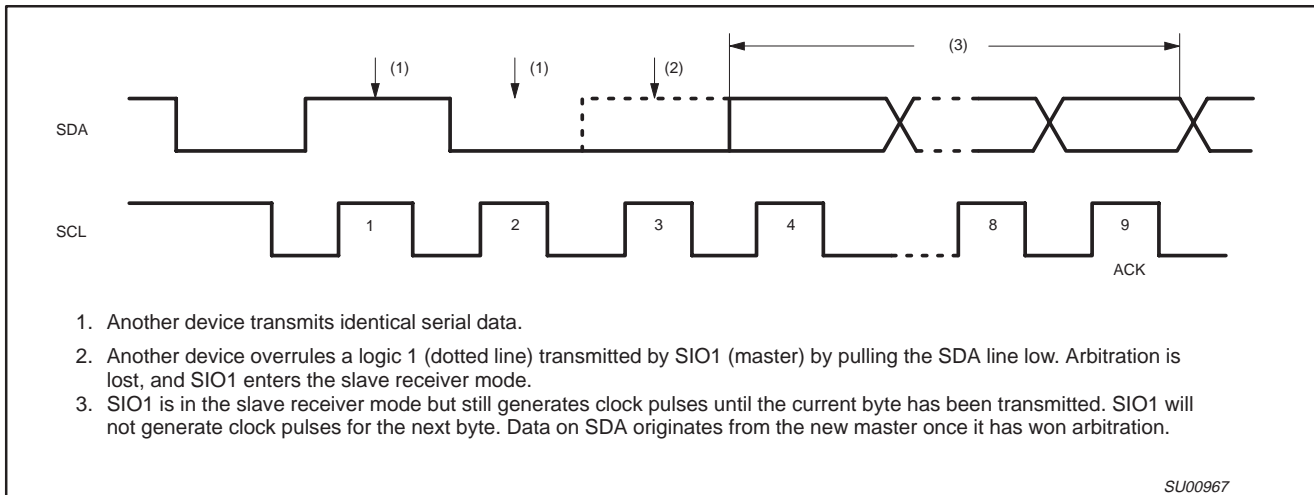 (3)
(1) (1) (2)
SDA
SCL
1 2 3 4 8 9
ACK
1. Another device transmits identical serial data.
2. Another device overrules a logic 1 (dotted line) transmitted by SIO1 (master) by pulling the SDA line low. Arbitration is
lost, and SIO1 enters the slave receiver mode.
3. SIO1 is in the slave receiver mode but still generates clock pulses until the current byte has been transmitted. SIO1 will
not generate clock pulses for the next byte. Data on SDA originates from the new master once it has won arbitration.
SU00967